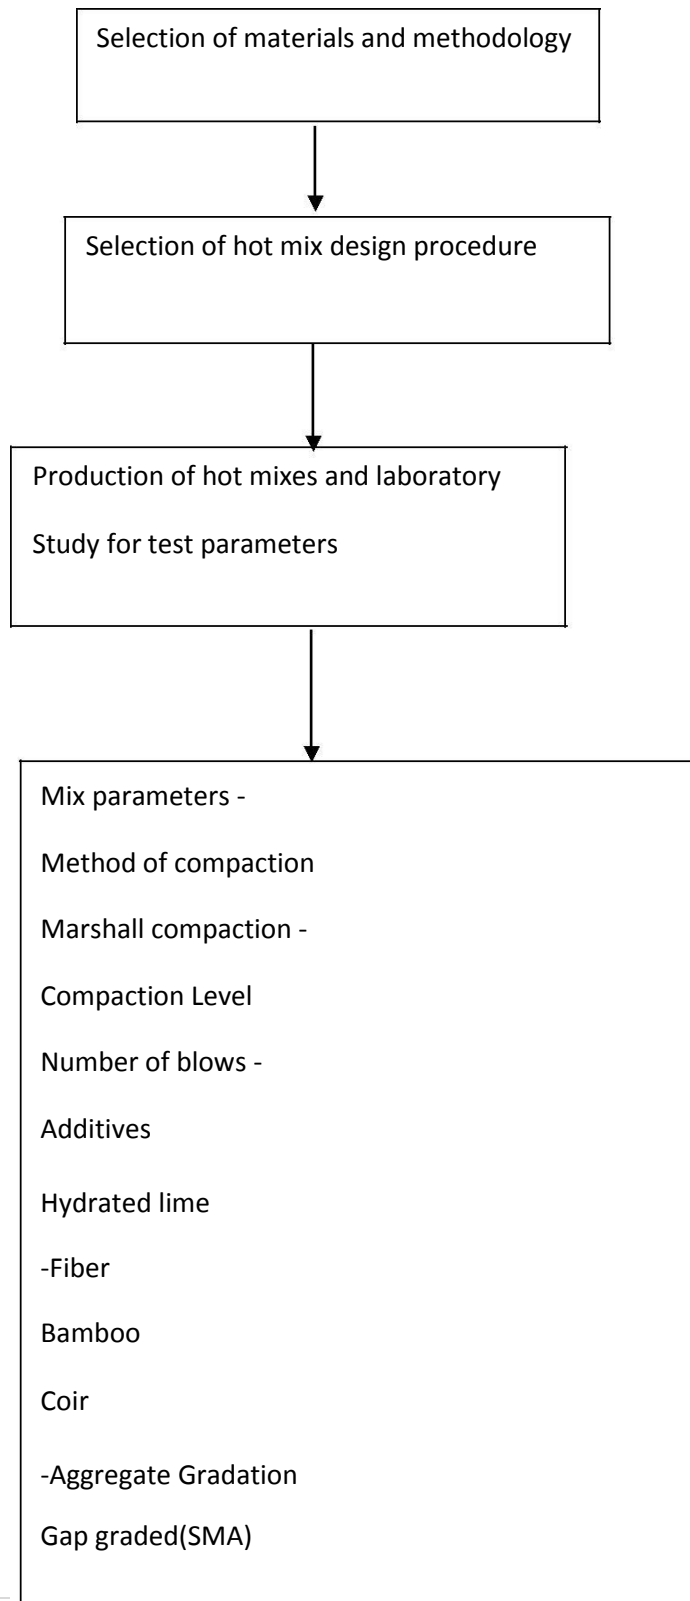 Selection of materials and methodology
Selection of hot mix design procedure
Production of hot mixes and laboratory
Study for test parameters
Mix parameters -
Method of compaction
Marshall compaction -
Compaction Level
Number of blows -
Additives
Hydrated lime
-Fiber
Bamboo
Coir
-Aggregate Gradation
Gap graded(SMA)